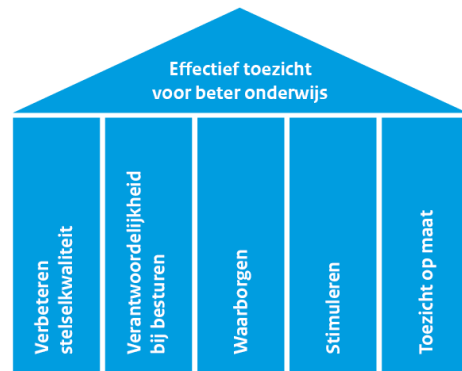 Effectief toezicht
voor beter onderwijs
Verbeteren
stelselkwaliteit
Verantwoordelijkheid
bij besturen
Waarborgen
Stimuleren
Toezicht op maat